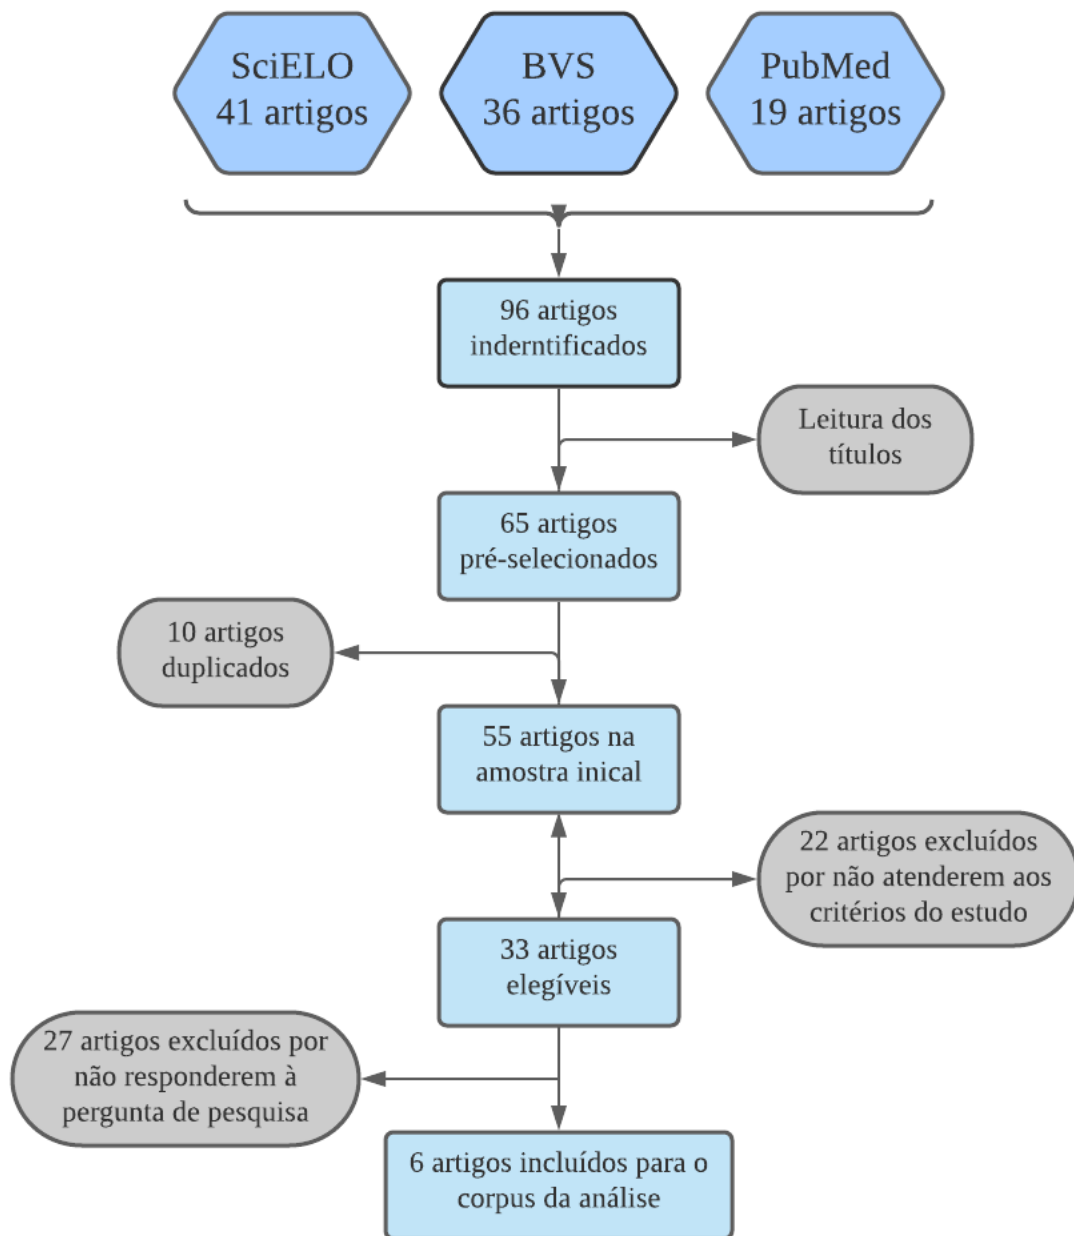 SciELO
41 artigos
BVS
36 artigos
PubMed
19 artigos
96 artigos
inderntificados
Leitura dos
títulos
65 artigos
pré-selecionados
10 artigos
duplicados
55 artigos na
amostra inical
22 artigos excluídos
por não atenderem aos
critérios do estudo
33 artigos
elegíveis
27 artigos excluídos por
não responderem à
pergunta de pesquisa
6 artigos incluídos para o
corpus da análise